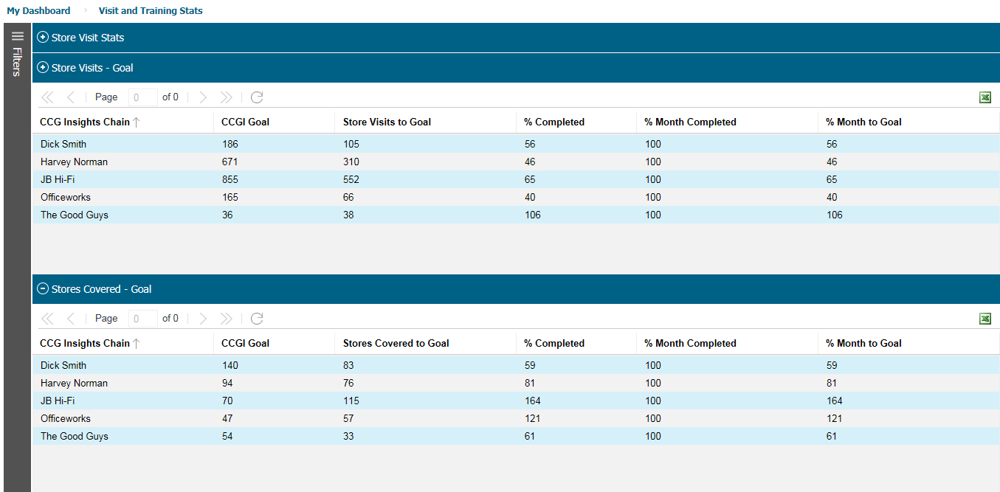 My Dashboard > Visit and Training Stats
Filters
Store Visit Stats
Store Visits - Goal
Page 0 of 0
CCG Insights Chain CCGI Goal Store Visits to Goal % Completed % Month Completed % Month to Goal
Dick Smith 186 105 56 100 56
Harvey Norman 671 310 46 100 46
JB Hi-Fi 855 552 65 100 65
Officeworks 165 66 40 100 40
The Good Guys 36 38 106 100 106
Stores Covered - Goal
Page 0 of 0
CCG Insights Chain CCGI Goal Stores Covered to Goal % Completed % Month Completed % Month to Goal
Dick Smith 140 83 59 100 59
Harvey Norman 94 76 81 100 81
JB Hi-Fi 70 115 164 100 164
Officeworks 47 57 121 100 121
The Good Guys 54 33 61 100 61